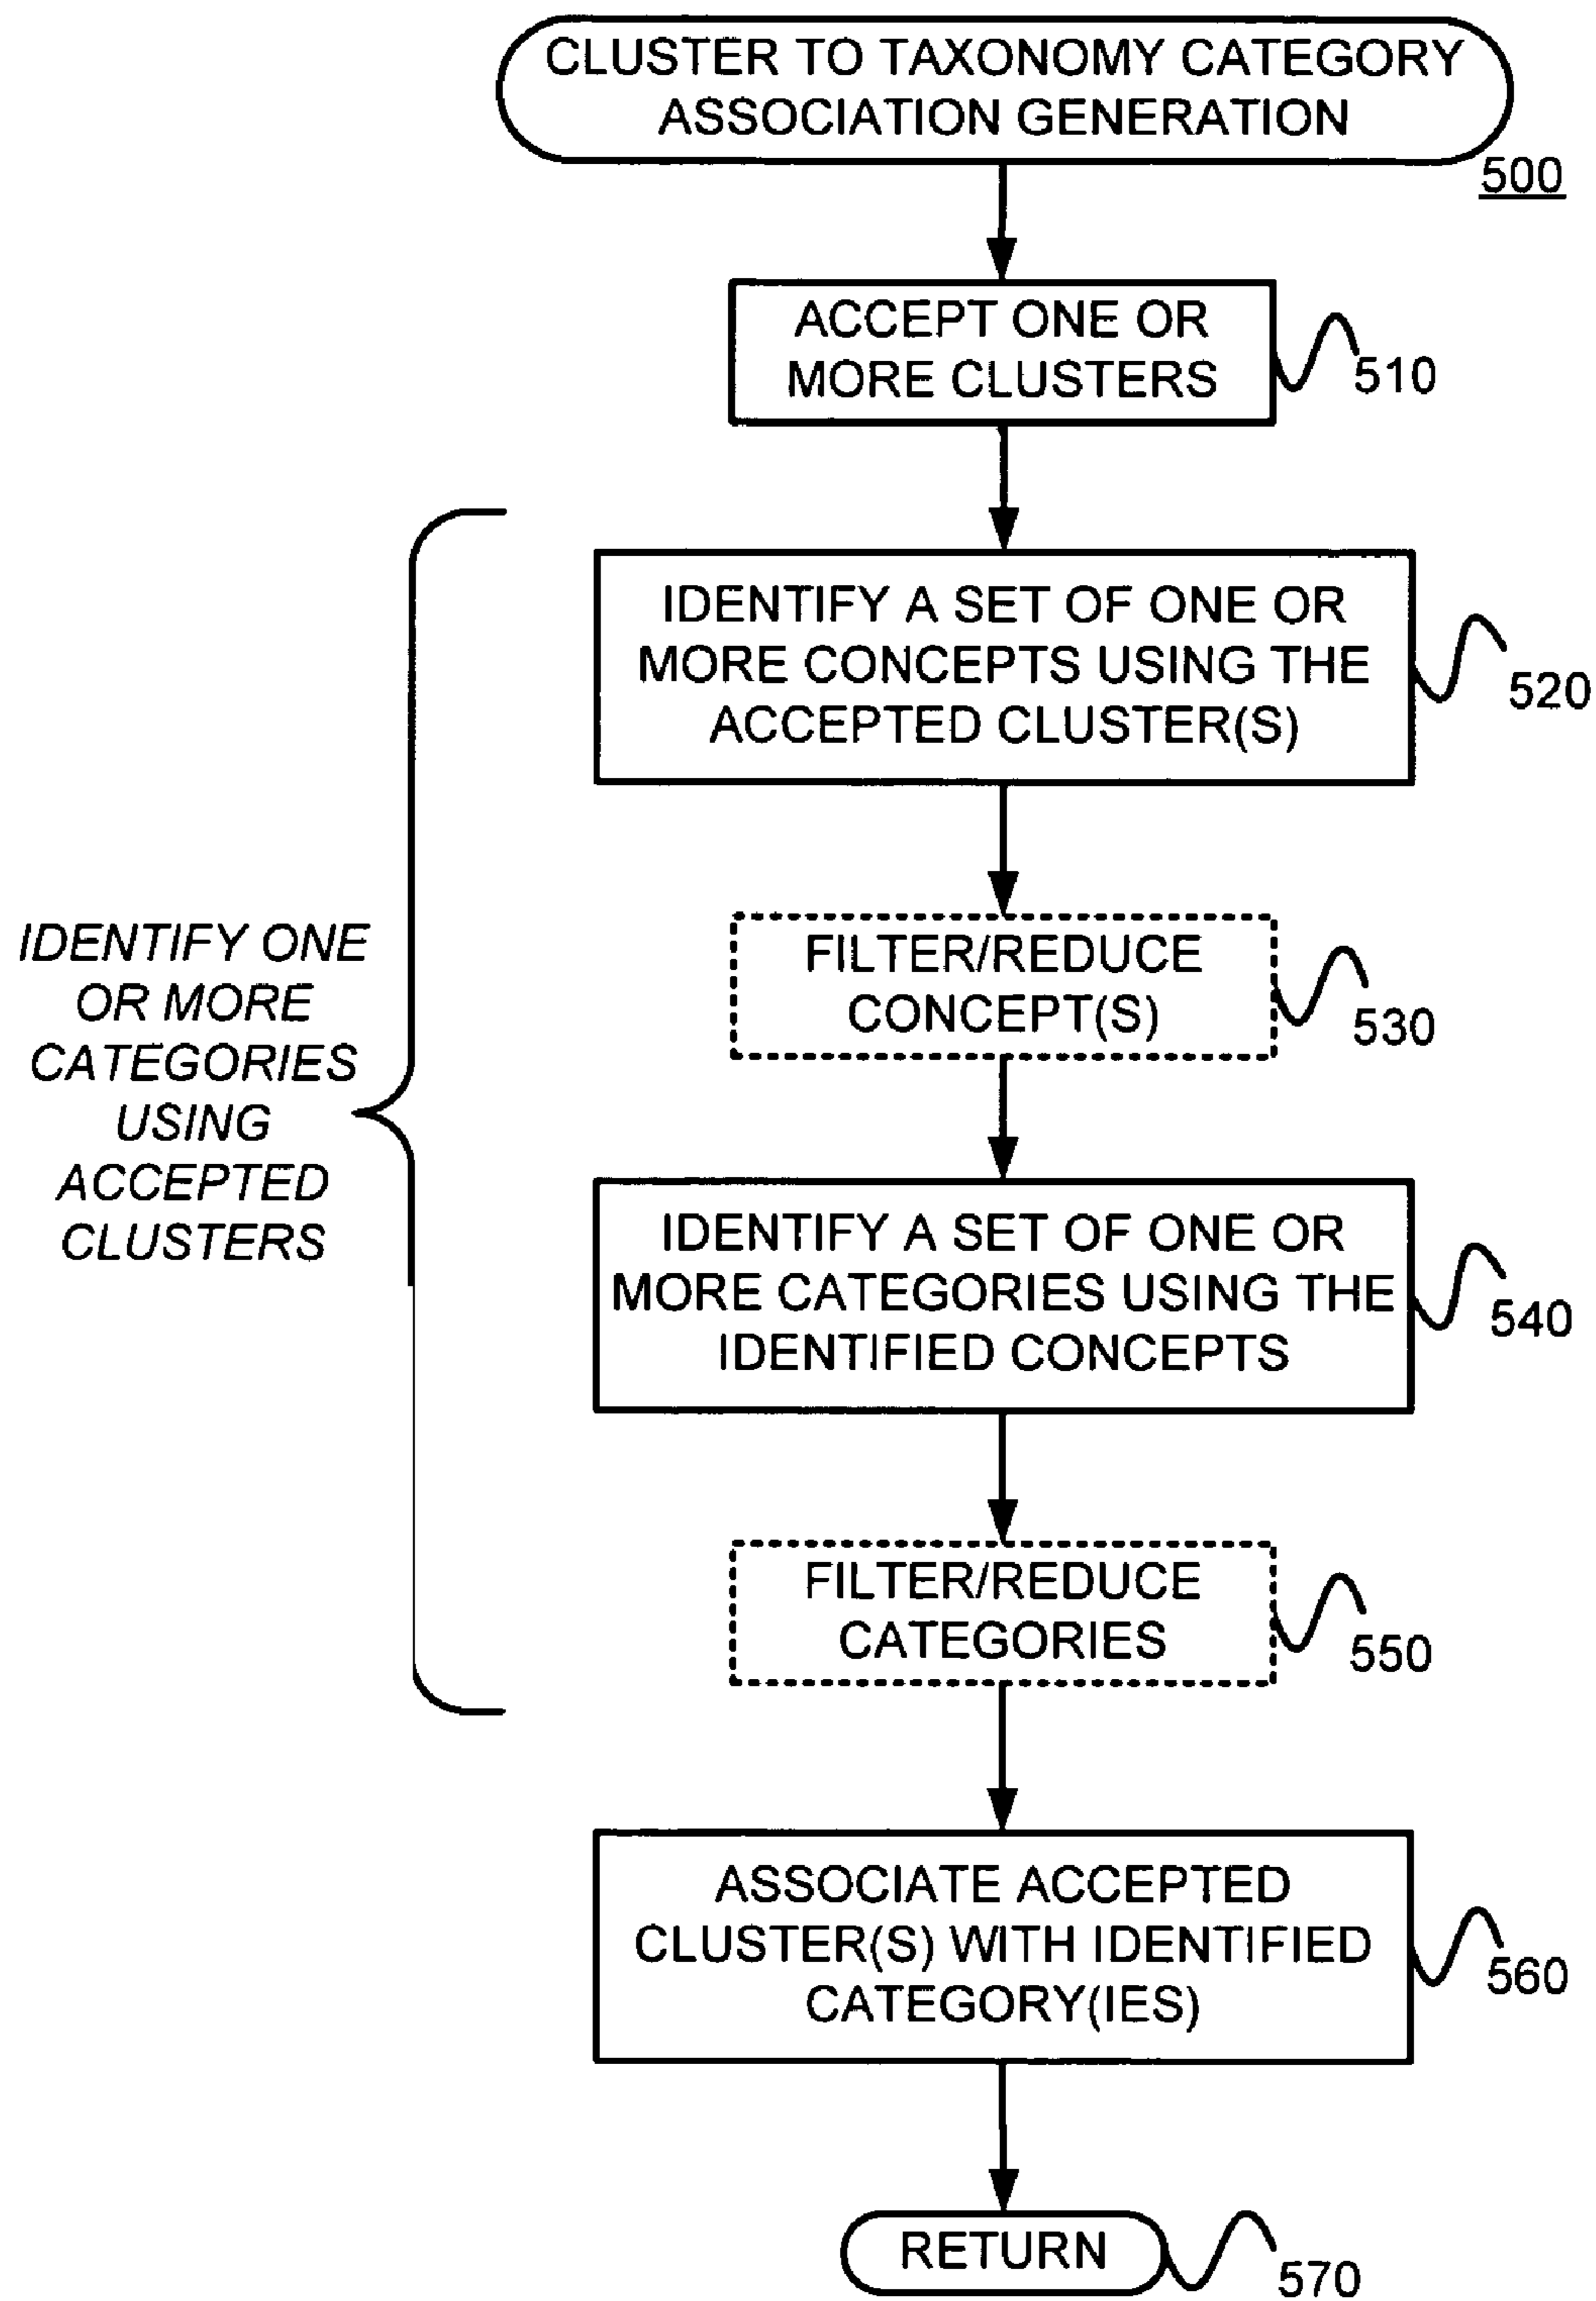 CLUSTER TO TAXONOMY CATEGORY
ASSOCIATION GENERATION
500
ACCEPT ONE OR
MORE CLUSTERS
510
IDENTIFY A SET OF ONE OR
MORE CONCEPTS USING THE
ACCEPTED CLUSTER(S)
520
FILTER/REDUCE
CONCEPT(S)
530
IDENTIFY ONE
OR MORE
CATEGORIES
USING
ACCEPTED
CLUSTERS
IDENTIFY A SET OF ONE OR
MORE CATEGORIES USING THE
IDENTIFIED CONCEPTS
540
FILTER/REDUCE
CATEGORIES
550
ASSOCIATE ACCEPTED
CLUSTER(S) WITH IDENTIFIED
CATEGORY(IES)
560
RETURN
570